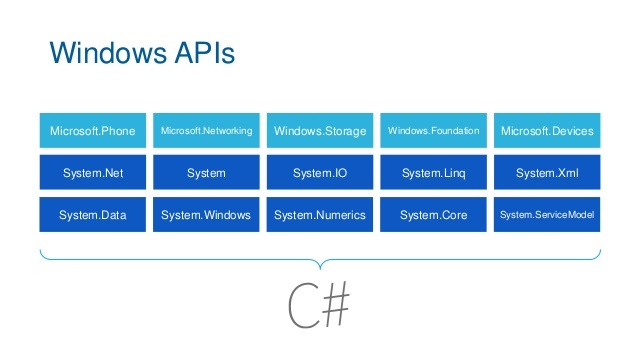 Windows APIs
Microsoft.Phone Microsoft.Networking Windows.Storage Windows.Foundation Microsoft.Devices
System.Net System System.IO System.Linq System.Xml
System.Data System.Windows System.Numerics System.Core System.ServiceModel
C#